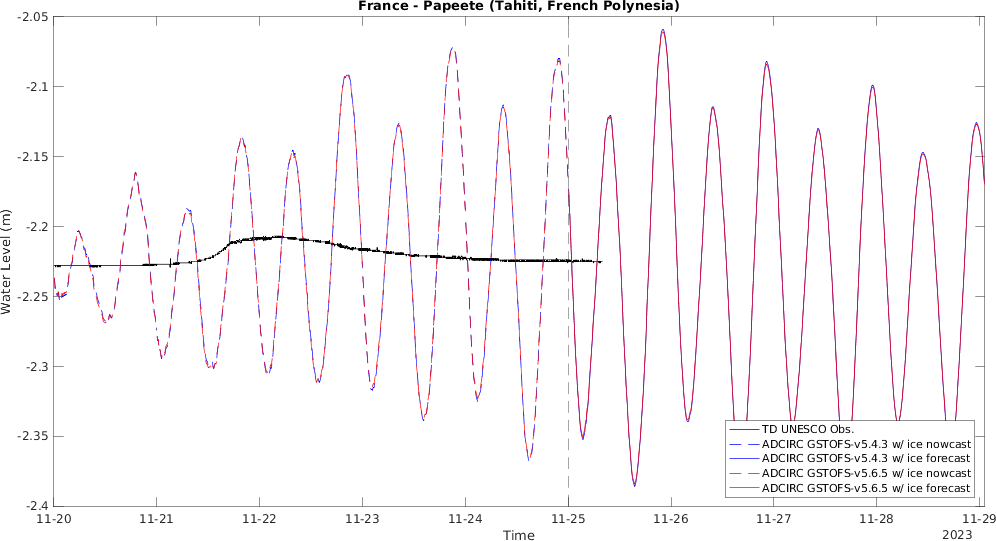 France - Papeete (Tahiti, French Polynesia)
-2.05
-2.1
-2.15
-2.2
-2.25
-2.3
-2.35
-2.4
Water Level (m)
TD UNESCO Obs.
ADCIRC GSTOFS-v5.4.3 w/ ice nowcast
ADCIRC GSTOFS-v5.4.3 w/ ice forecast
ADCIRC GSTOFS-v5.6.5 w/ ice nowcast
ADCIRC GSTOFS-v5.6.5 w/ ice forecast
11-20 11-21 11-22 11-23 11-24 11-25 11-26 11-27 11-28 11-29
Time
2023